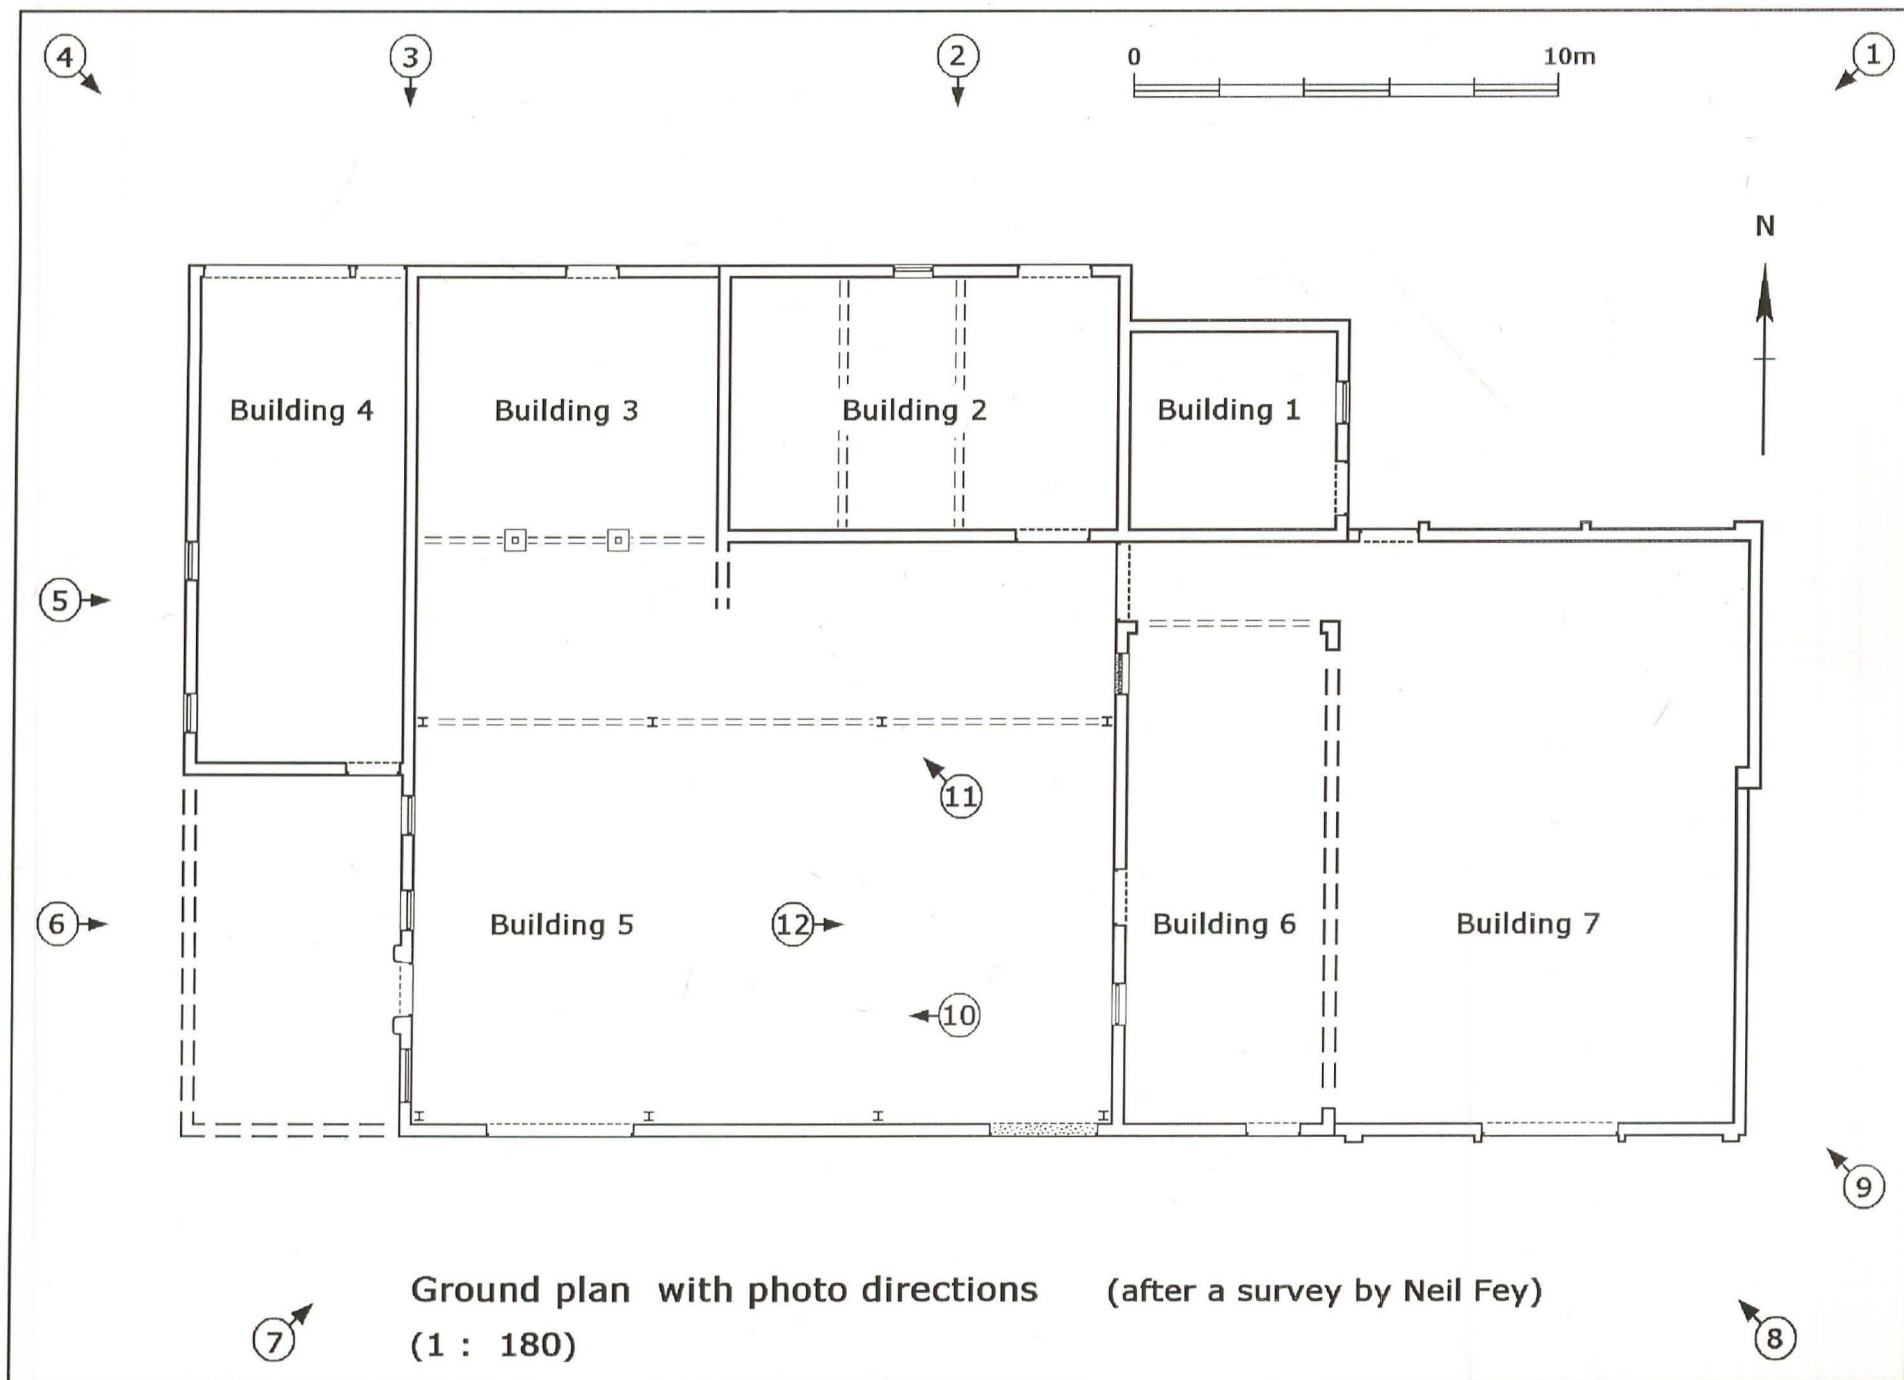 4 3 2 0 10m 1
N
Building 4 Building 3 Building 2 Building 1
5
11
6 Building 5 12 Building 6 Building 7
10
9
Ground plan with photo directions (after a survey by Neil Fey)
7 (1 : 180) 8